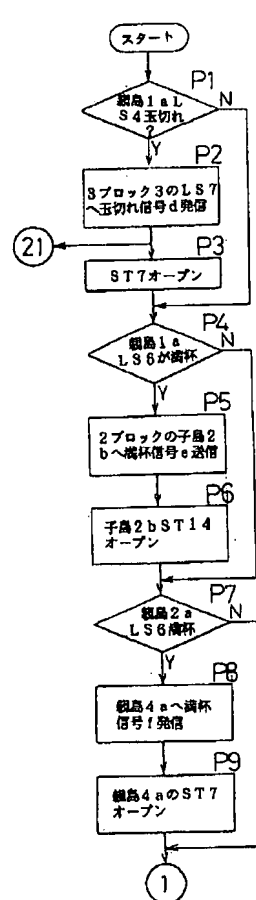 スタート
P1
親島1aL
S4玉切れ
?
N
Y
P2
3ブロック3のLS7
へ玉切れ信号d発信
21
P3
ST7オープン
P4
親島1a
LS6が満杯
N
Y
P5
2ブロックの子島2
bへ満杯信号e送信
P6
子島2bST14
オープン
P7
親島2a
LS6満杯
N
Y
P8
親島4aへ満杯
信号f発信
P9
親島4aのST7
オープン
1